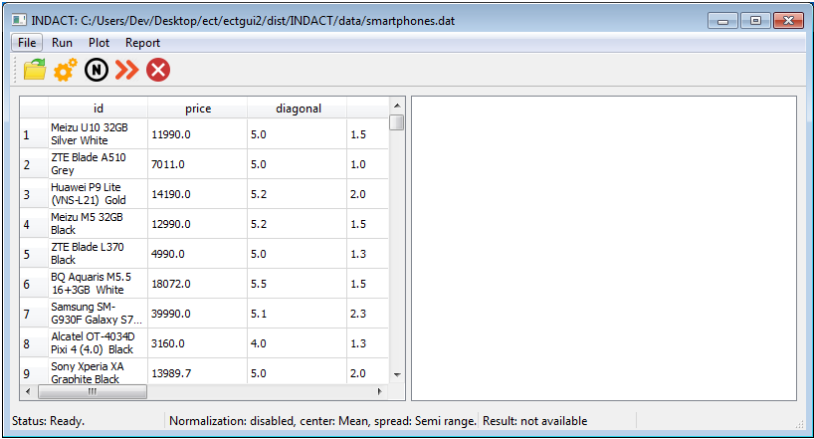 INDACT: C:/Users/Dev/Desktop/ect/ectgui2/dist/INDACT/data/smartphones.dat
File Run Plot Report
N
id price diagonal
1 Meizu U10 32GB Silver White 11990.0 5.0 1.5
2 ZTE Blade A510 Grey 7011.0 5.0 1.0
3 Huawei P9 Lite (VNS-L21) Gold 14190.0 5.2 2.0
4 Meizu M5 32GB Black 12990.0 5.2 1.5
5 ZTE Blade L370 Black 4990.0 5.0 1.3
6 BQ Aquaris M5.5 16+3GB White 18072.0 5.5 1.5
7 Samsung SM-G930F Galaxy S7... 39990.0 5.1 2.3
8 Alcatel OT-4034D Pixi 4 (4.0) Black 3160.0 4.0 1.3
9 Sony Xperia XA Graphite Black 13989.7 5.0 2.0
Status: Ready. Normalization: disabled, center: Mean, spread: Semi range. Result: not available